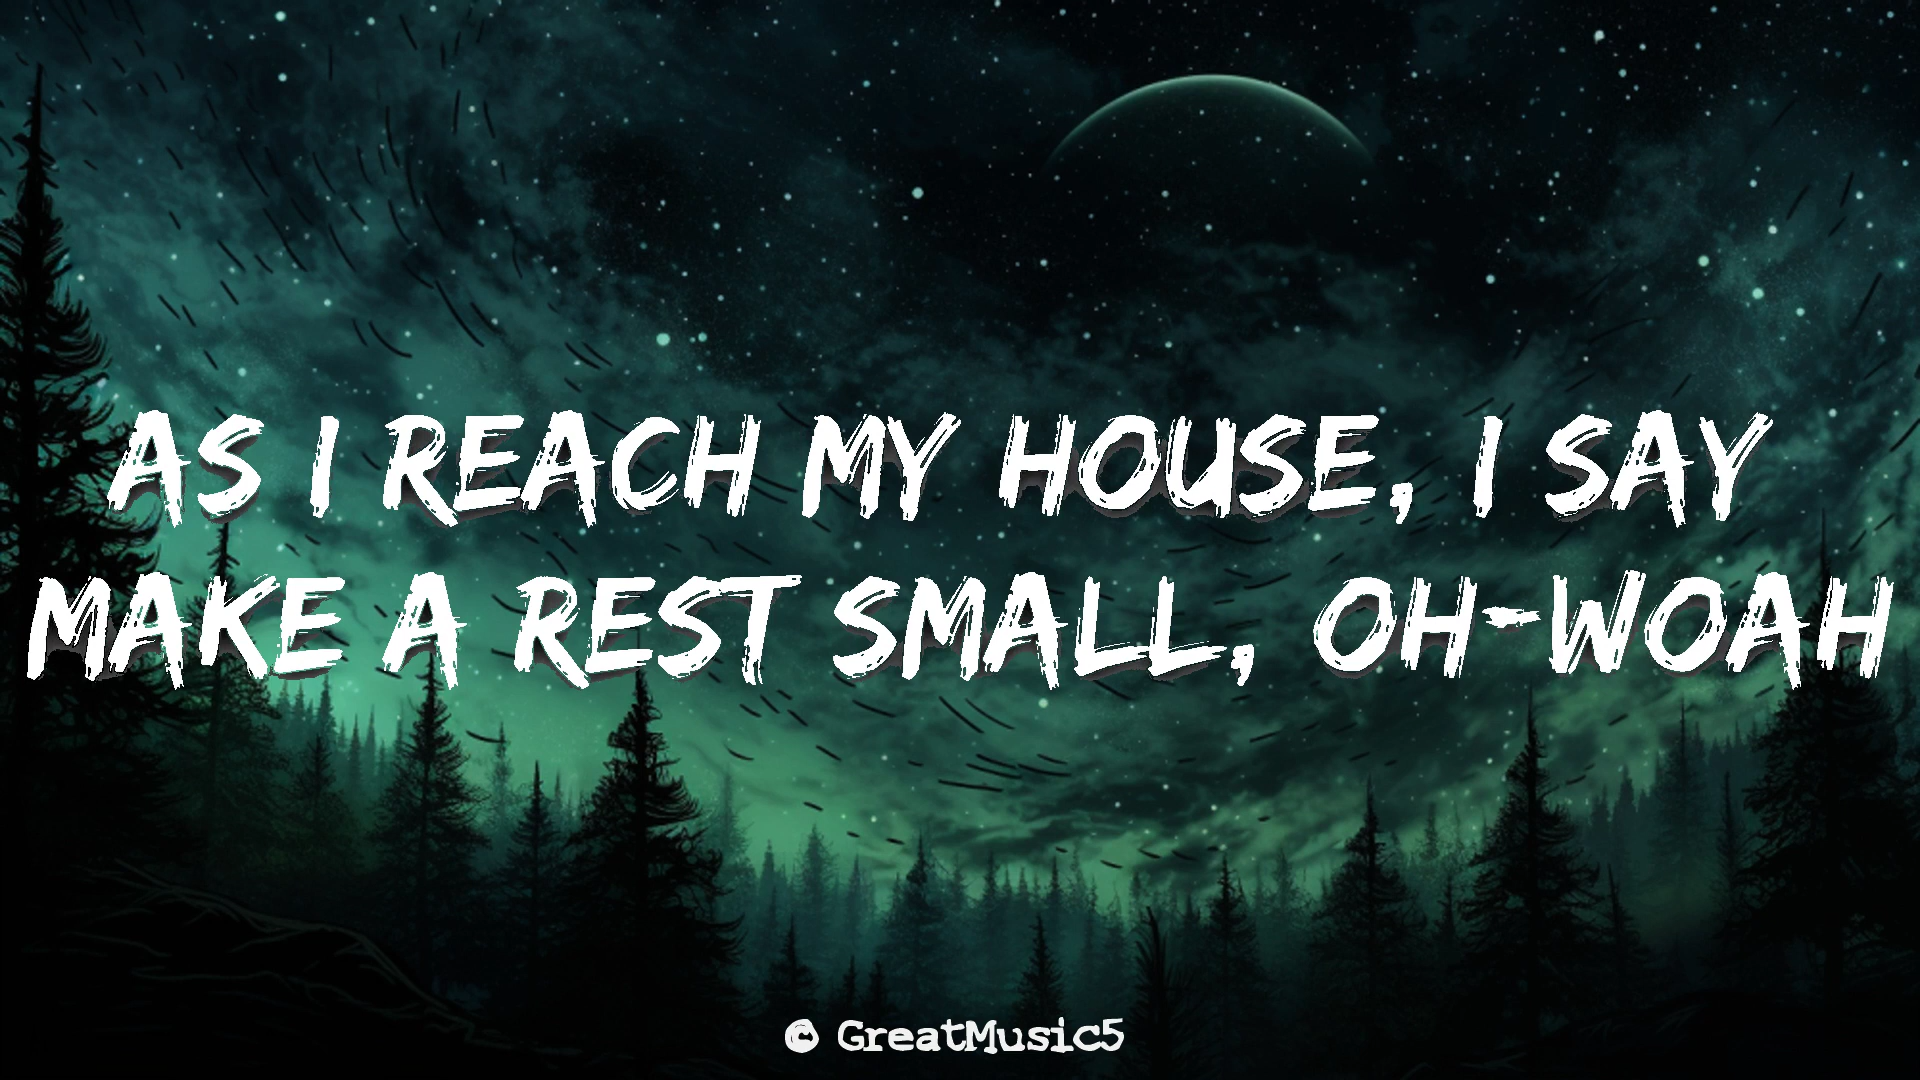 AS I REACH MY HOUSE, I SAY
MAKE A REST SMALL, OH-WOAH
© GreatMusic5